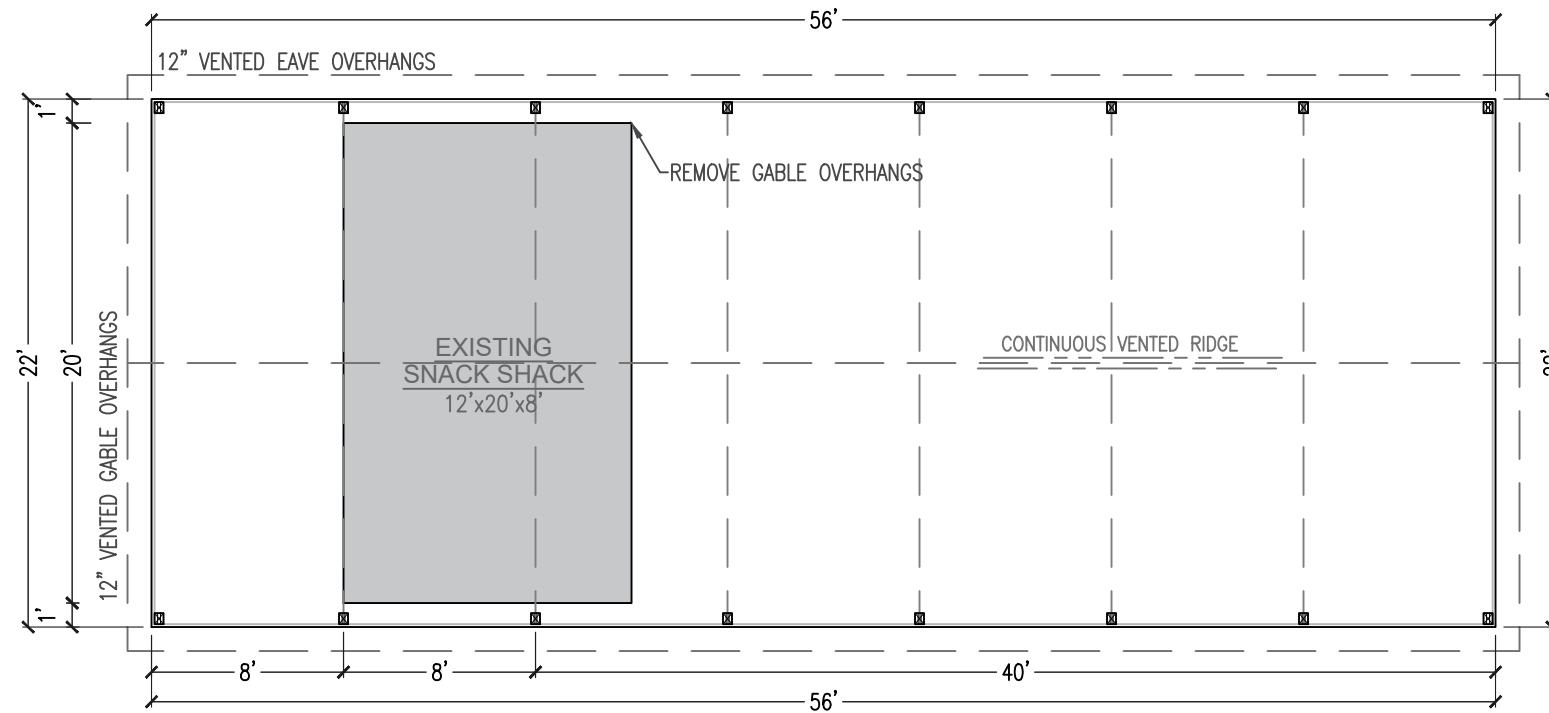 56'
12" VENTED EAVE OVERHANGS
1'
REMOVE GABLE OVERHANGS
22'
20'
12" VENTED GABLE OVERHANGS
EXISTING
SNACK SHACK
12'x20'x8'
CONTINUOUS VENTED RIDGE
1'
8'
8'
40'
56'